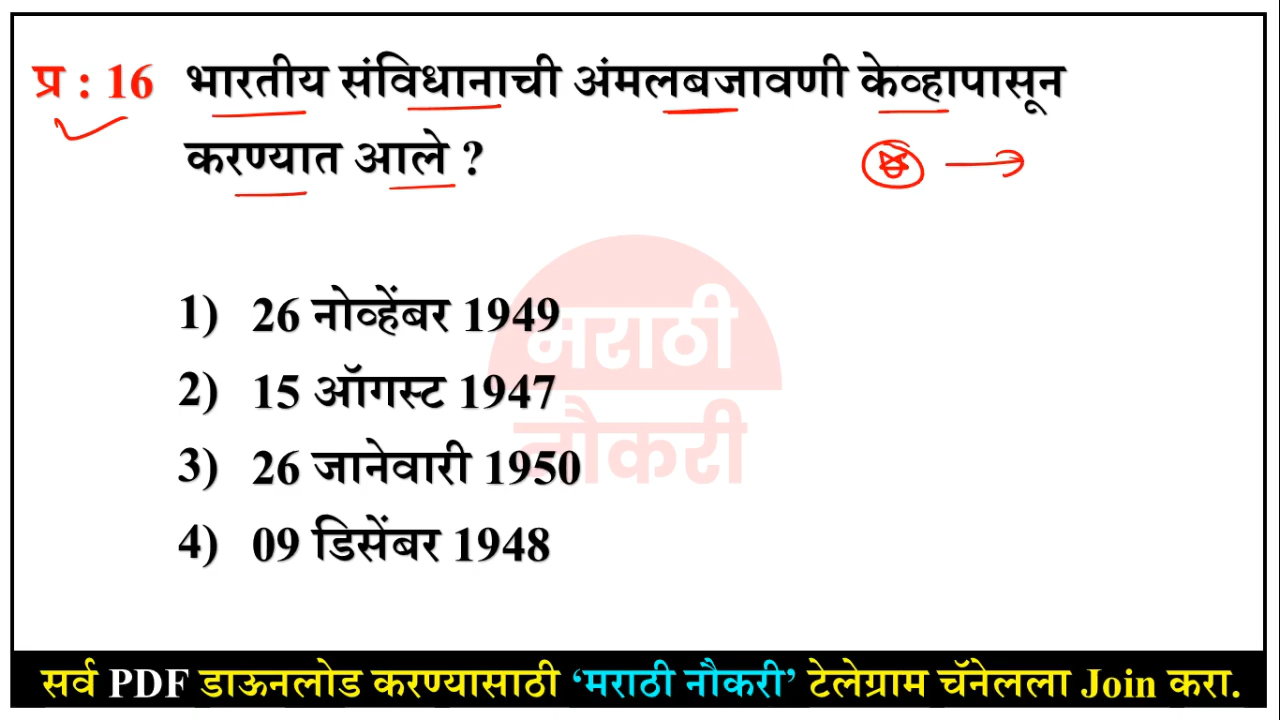 प्र : 16 भारतीय संविधानाची अंमलबजावणी केव्हापासून
करण्यात आले ?
1) 26 नोव्हेंबर 1949
2) 15 ऑगस्ट 1947
3) 26 जानेवारी 1950
4) 09 डिसेंबर 1948
मराठी
नौकरी
सर्व PDF डाऊनलोड करण्यासाठी ‘मराठी नौकरी’ टेलेग्राम चॅनेलला Join करा.